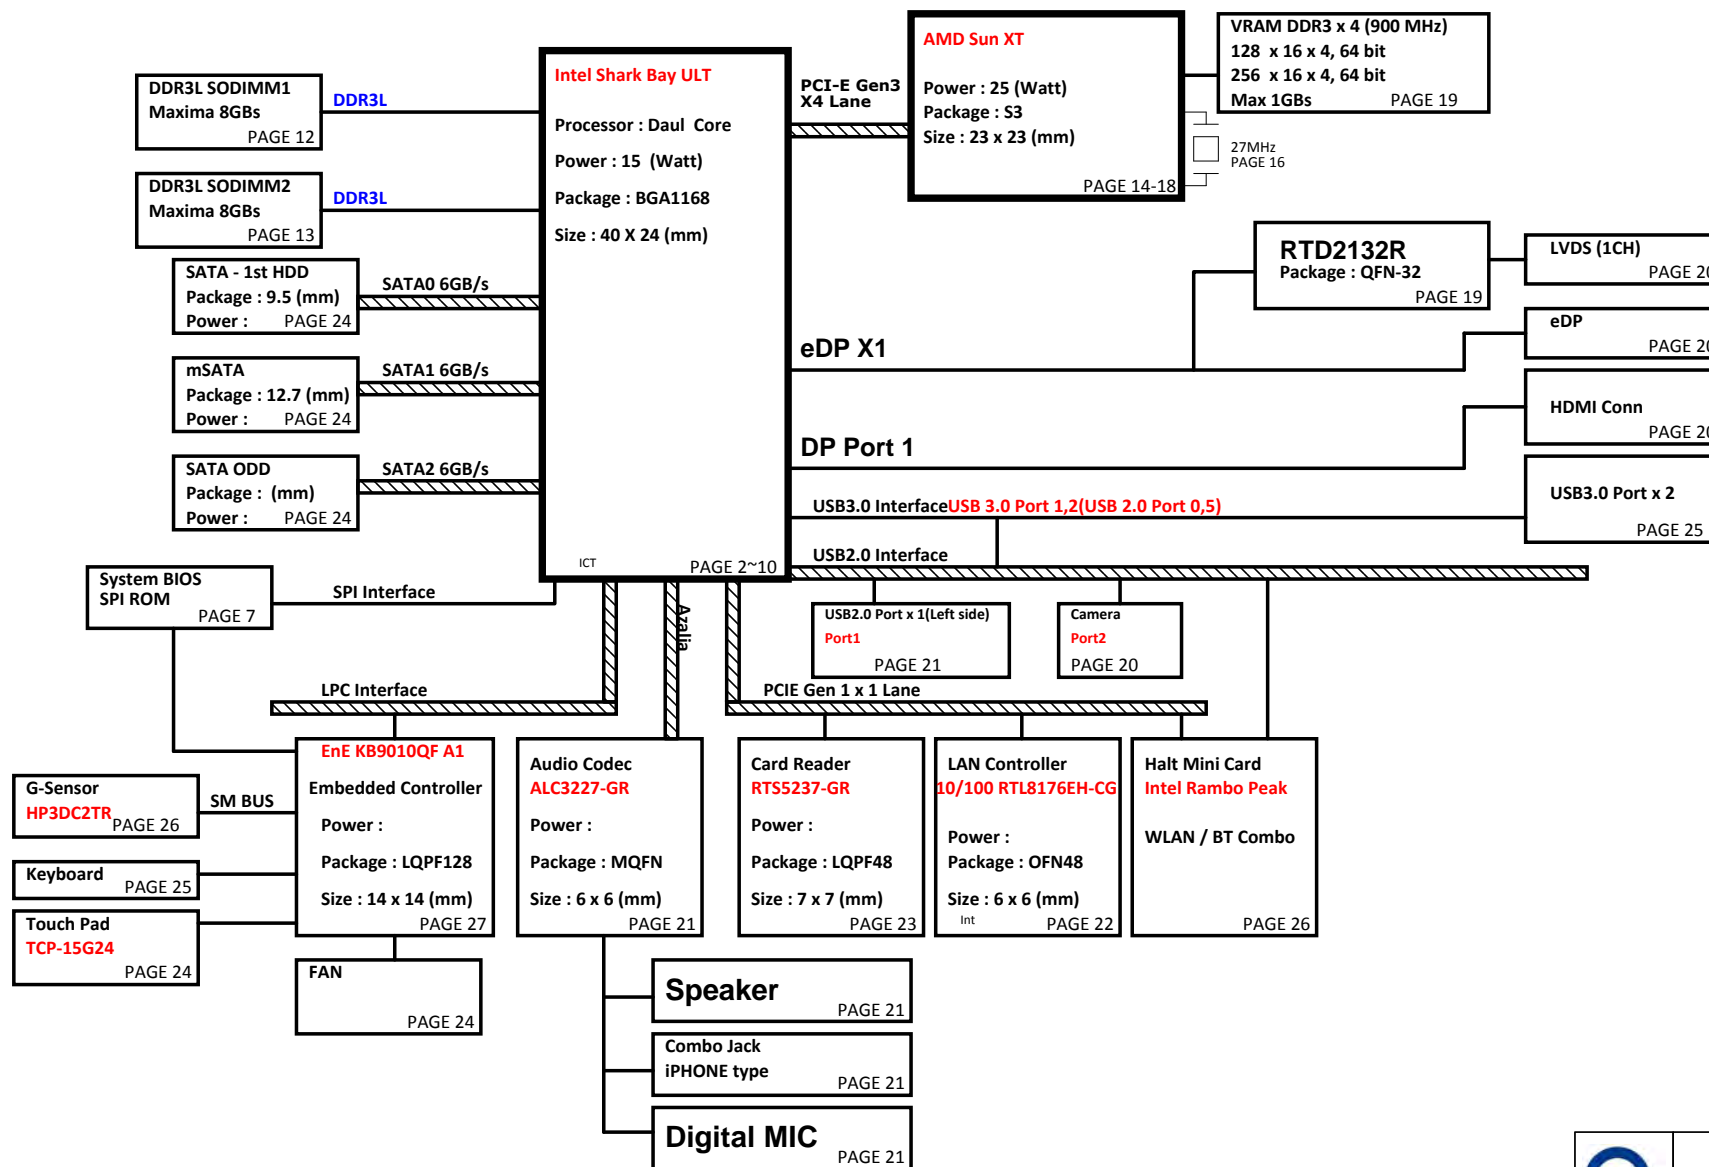 DDR3L SODIMM1
Maxima 8GBs
PAGE 12
DDR3L
DDR3L SODIMM2
Maxima 8GBs
PAGE 13
DDR3L
SATA - 1st HDD
Package : 9.5 (mm)
Power : PAGE 24
SATA0 6GB/s
mSATA
Package : 12.7 (mm)
Power : PAGE 24
SATA1 6GB/s
SATA ODD
Package : (mm)
Power : PAGE 24
SATA2 6GB/s
Intel Shark Bay ULT
Processor : Daul Core
Power : 15 (Watt)
Package : BGA1168
Size : 40 X 24 (mm)
ICT
PAGE 2~10
PCI-E Gen3
X4 Lane
AMD Sun XT
Power : 25 (Watt)
Package : S3
Size : 23 x 23 (mm)
PAGE 14-18
VRAM DDR3 x 4 (900 MHz)
128 x 16 x 4, 64 bit
256 x 16 x 4, 64 bit
Max 1GBs PAGE 19
27MHz
PAGE 16
RTD2132R
Package : QFN-32
PAGE 19
LVDS (1CH)
PAGE 20
eDP X1
eDP
PAGE 20
HDMI Conn
PAGE 20
DP Port 1
USB3.0 Interface USB 3.0 Port 1,2(USB 2.0 Port 0,5)
USB3.0 Port x 2
PAGE 25
USB2.0 Interface
USB2.0 Port x 1(Left side)
Port1
PAGE 21
Camera
Port2
PAGE 20
System BIOS
SPI ROM
PAGE 7
SPI Interface
Azalia
LPC Interface
PCIE Gen 1 x 1 Lane
G-Sensor
HP3DC2TR
PAGE 26
SM BUS
Keyboard
PAGE 25
Touch Pad
TCP-15G24
PAGE 24
EnE KB9010QF A1
Embedded Controller
Power :
Package : LQPF128
Size : 14 x 14 (mm)
PAGE 27
FAN
PAGE 24
Audio Codec
ALC3227-GR
Power :
Package : MQFN
Size : 6 x 6 (mm)
PAGE 21
Card Reader
RTS5237-GR
Power :
Package : LQPF48
Size : 7 x 7 (mm)
PAGE 23
LAN Controller
10/100 RTL8176EH-CG
Power :
Package : OFN48
Size : 6 x 6 (mm)
Int
PAGE 22
Halt Mini Card
Intel Rambo Peak
WLAN / BT Combo
PAGE 26
Speaker
PAGE 21
Combo Jack
iPHONE type
PAGE 21
Digital MIC
PAGE 21